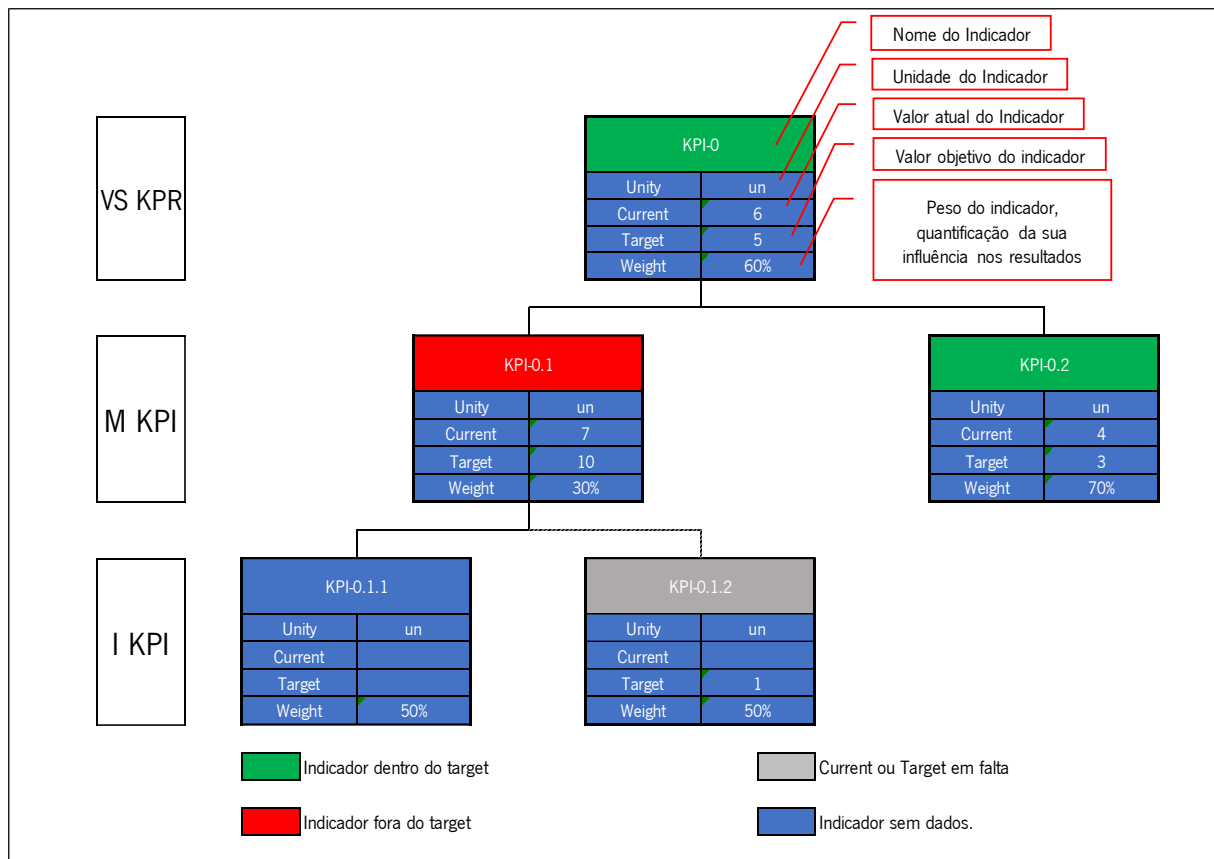 Nome do Indicador
Unidade do Indicador
Valor atual do Indicador
Valor objetivo do indicador
Peso do indicador,
quantificação da sua
influência nos resultados
VS KPR
KPI-0
Unity un
Current 6
Target 5
Weight 60%
M KPI
KPI-0.1
Unity un
Current 7
Target 10
Weight 30%
KPI-0.2
Unity un
Current 4
Target 3
Weight 70%
I KPI
KPI-0.1.1
Unity un
Current
Target
Weight 50%
KPI-0.1.2
Unity un
Current
Target 1
Weight 50%
Indicador dentro do target
Current ou Target em falta
Indicador fora do target
Indicador sem dados.